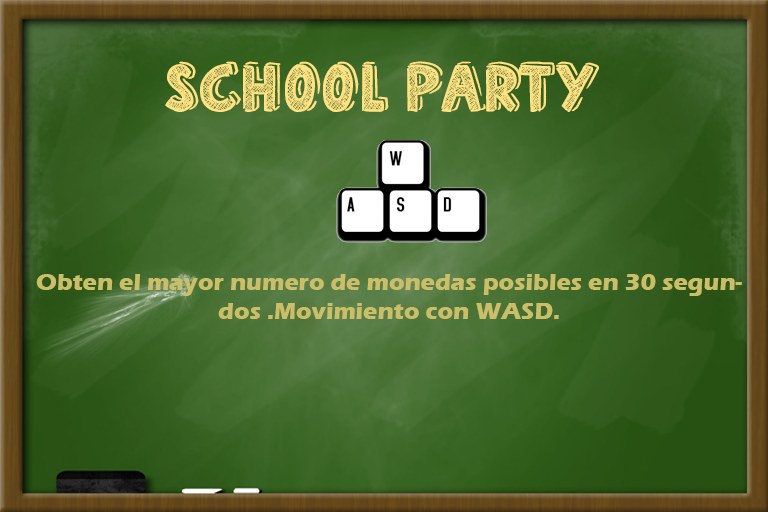 SCHOOL PARTY
W
A S D
Obten el mayor numero de monedas posibles en 30 segun-
dos .Movimiento con WASD.